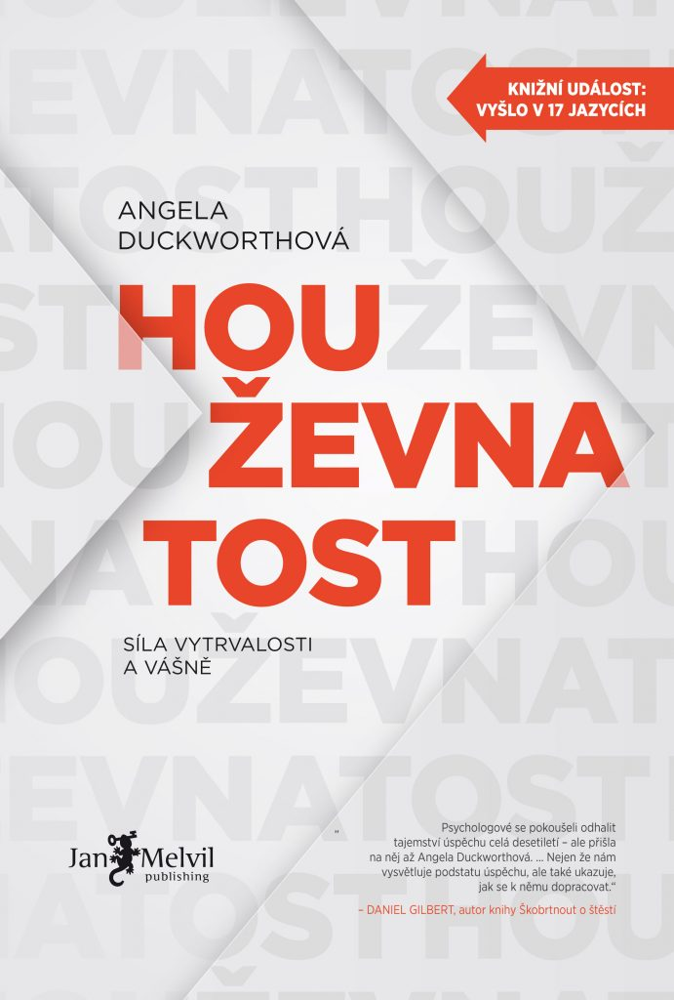 KNIŽNÍ UDÁLOST:
VYŠLO V 17 JAZYCÍCH
ANGELA
DUCKWORTHOVÁ
HOU
ŽEVNA
TOST
SÍLA VYTRVALOSTI
A VÁŠNĚ
„Psychologové se pokoušeli odhalit
tajemství úspěchu celá desetiletí – ale přišla
na něj až Angela Duckworthová. ... Nejen že nám
vysvětluje podstatu úspěchu, ale také ukazuje,
jak se k němu dopracovat.“
– DANIEL GILBERT, autor knihy Škobrtnout o štěstí
Jan Melvil
publishing